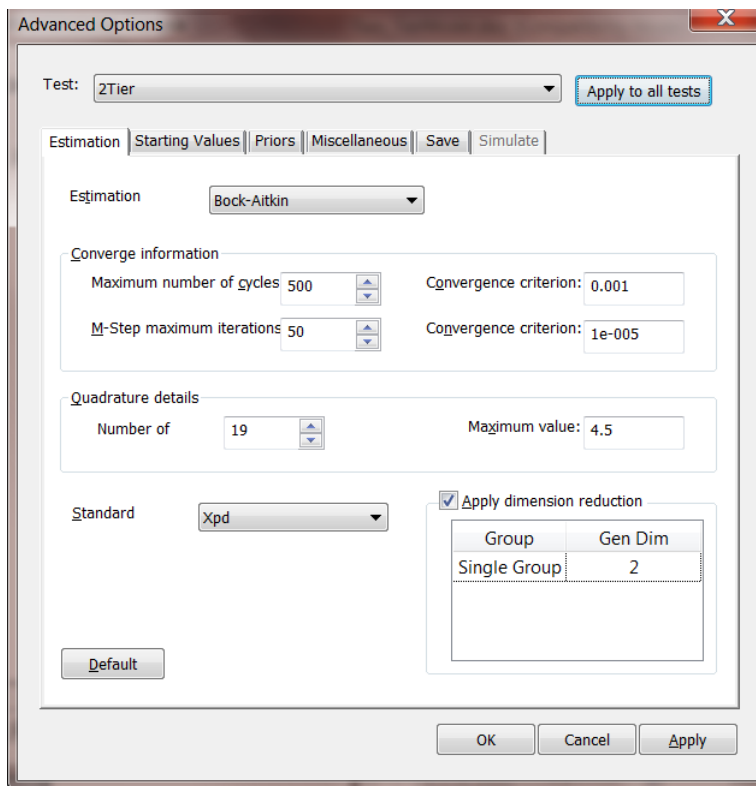 Advanced Options
X
Test: 2Tier Apply to all tests
Estimation Starting Values Priors Miscellaneous Save Simulate
Estimation Bock-Aitkin
Converge information
Maximum number of cycles 500 Convergence criterion: 0.001
M-Step maximum iterations 50 Convergence criterion: 1e-005
Quadrature details
Number of 19 Maximum value: 4.5
Standard Xpd
Apply dimension reduction
Group Gen Dim
Single Group 2
Default
OK Cancel Apply